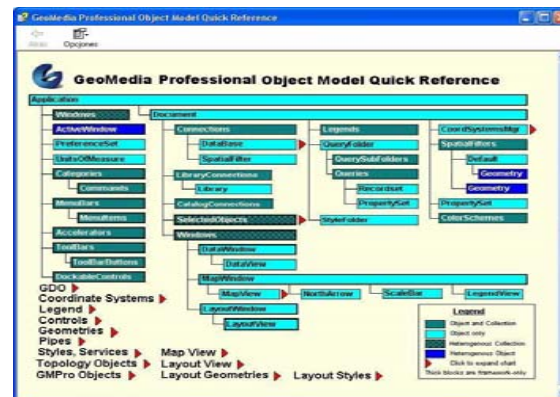 GeoMedia Professional Object Model Quick Reference
Atrás
Opciones
GeoMedia Professional Object Model Quick Reference
Application
Windows
Document
ActiveWindow
PreferenceSet
UnitsOfMeasure
Categories
Commands
MenuBars
MenuItems
Accelerators
ToolBars
ToolBarButtons
DockableControls
Connections
DataBase
SpatialFilter
LibraryConnections
Library
CatalogConnections
SelectedObjects
Windows
DataWindow
DataView
MapWindow
MapView
NorthArrow
ScaleBar
LegendView
LayoutWindow
LayoutView
Legends
QueryFolder
QuerySubFolders
Queries
Recordset
PropertySet
StyleFolder
CoordSystemsMgr
SpatialFilters
Default
Geometry
Geometry
PropertySet
ColorSchemes
GDO
Coordinate Systems
Legend
Controls
Geometries
Pipes
Styles, Services
Map View
Topology Objects
Layout View
GMPro Objects
Layout Geometries
Layout Styles
Legend
Object and Collection
Object only
Heterogenous Collection
Heterogenous Object
Click to expand chart
Thick blocks are framework-only